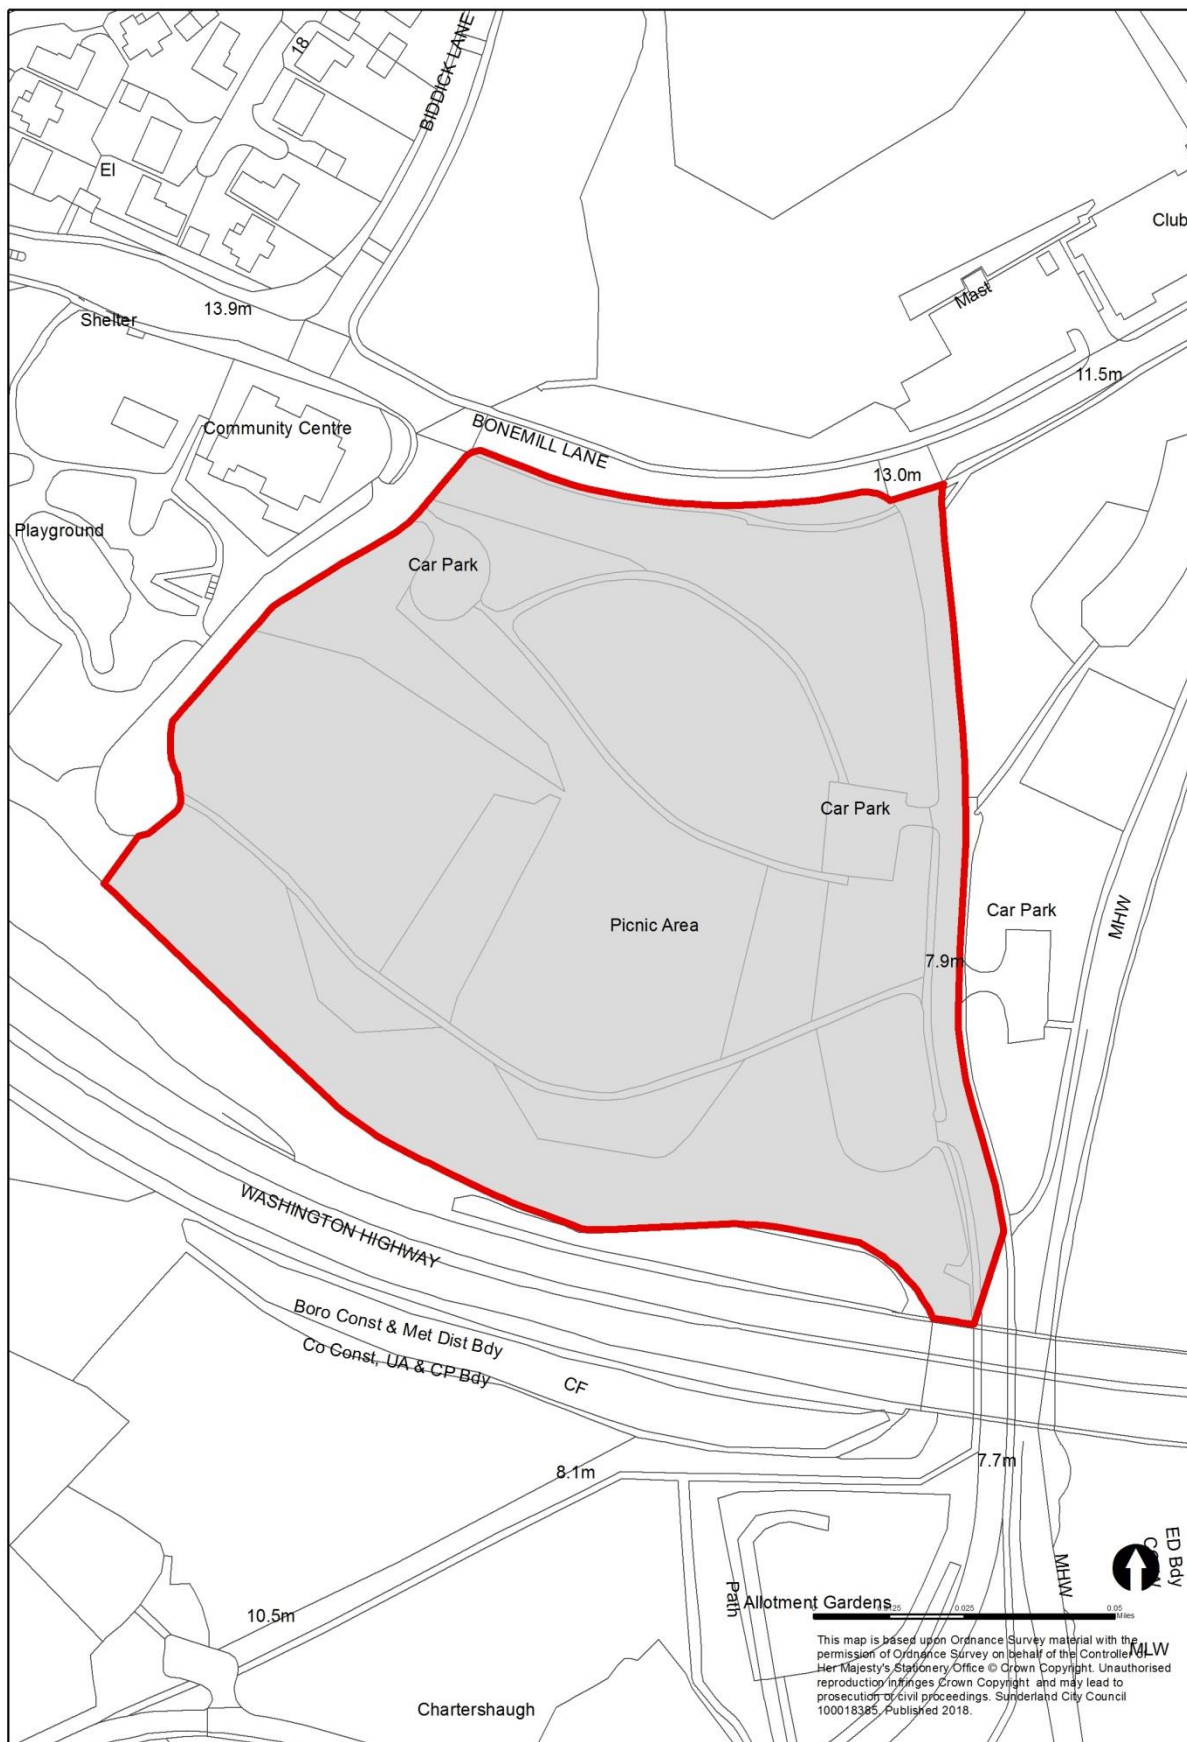 BIDDICK LANE
18
El
Club
13.9m
Mast
Shelter
11.5m
Community Centre
BONEMILL LANE
13.0m
Playground
Car Park
Car Park
Car Park
MHW
Picnic Area
7.9m
WASHINGTON HIGHWAY
Boro Const & Met Dist Bdy
Co Const, UA & CP Bdy
CF
7.7m
8.1m
ED Bdy
MHW
Path
Allotment Gardens
10.5m
0.025
0.05
Miles
This map is based upon Ordnance Survey material with the
permission of Ordnance Survey on behalf of the Controller of
MLW
Her Majesty's Stationery Office © Crown Copyright. Unauthorised
reproduction infringes Crown Copyright and may lead to
prosecution or civil proceedings. Sunderland City Council
100018385. Published 2018.
Chartershaugh